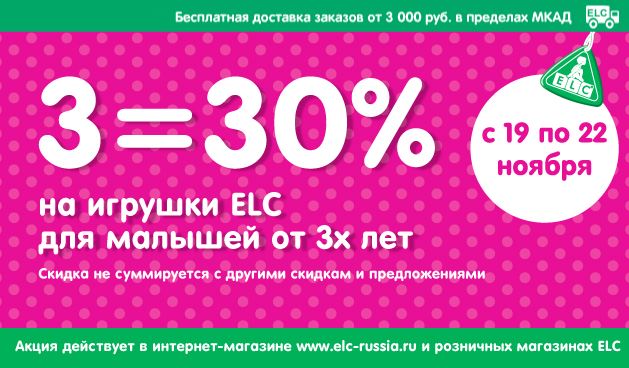 Бесплатная доставка заказов от 3 000 руб. в пределах МКАД
ELC
ELC
3=30%
с 19 по 22
ноября
на игрушки ELC
для малышей от 3х лет
Скидка не суммируется с другими скидкам и предложениями
Акция действует в интернет-магазине www.elc-russia.ru и розничных магазинах ELC